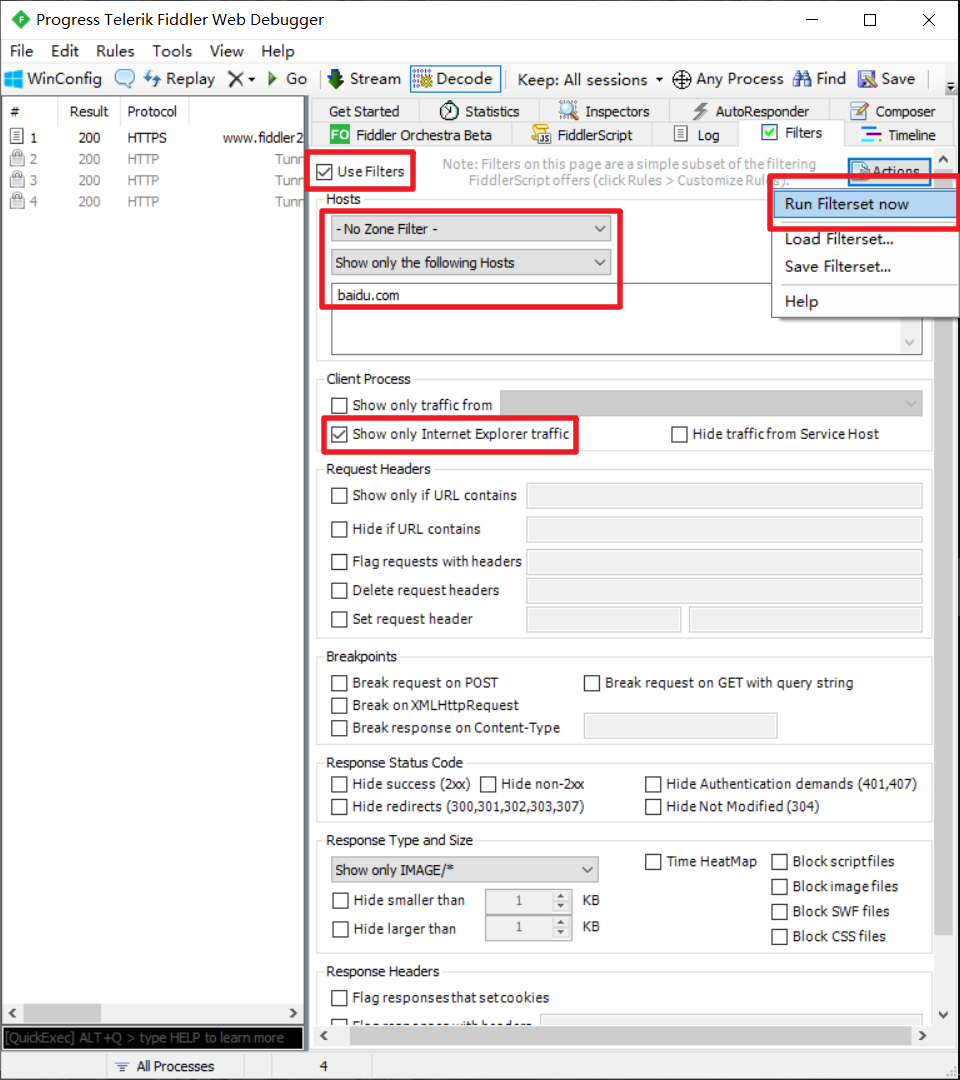 Progress Telerik Fiddler Web Debugger
File Edit Rules Tools View Help
WinConfig Replay Go Stream Decode Keep: All sessions Any Process Find Save
# Result Protocol
1 200 HTTPS www.fiddler2
2 200 HTTP Tunn
3 200 HTTP Tunn
4 200 HTTP Tunn
Get Started Statistics Inspectors AutoResponder Composer
FO Fiddler Orchestra Beta FiddlerScript Log Filters Timeline
Use Filters
Note: Filters on this page are a simple subset of the filtering
FiddlerScript offers (click Rules > Customize Rules).
Actions
Run Filterset now
Load Filterset...
Save Filterset...
Help
Hosts
- No Zone Filter -
Show only the following Hosts
baidu.com
Client Process
Show only traffic from
Show only Internet Explorer traffic Hide traffic from Service Host
Request Headers
Show only if URL contains
Hide if URL contains
Flag requests with headers
Delete request headers
Set request header
Breakpoints
Break request on POST Break request on GET with query string
Break on XMLHttpRequest
Break response on Content-Type
Response Status Code
Hide success (2xx) Hide non-2xx Hide Authentication demands (401,407)
Hide redirects (300,301,302,303,307) Hide Not Modified (304)
Response Type and Size
Show only IMAGE/* Time HeatMap Block script files
Hide smaller than 1 KB Block image files
Hide larger than 1 KB Block SWF files
Block CSS files
Response Headers
Flag responses that set cookies
Flag responses with headers
[QuickExec] ALT+Q > type HELP to learn more
All Processes 4